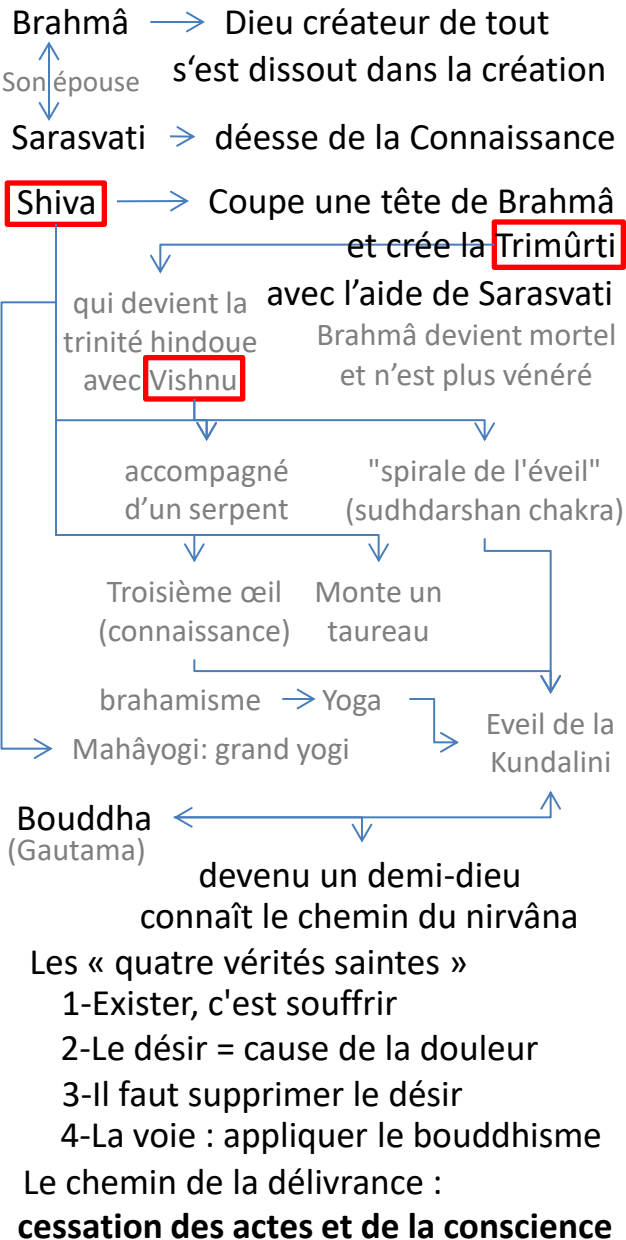 Brahmâ Dieu créateur de tout
s‘est dissout dans la création
Son épouse
Sarasvati déesse de la Connaissance
Shiva Coupe une tête de Brahmâ
et crée la Trimûrti
avec l’aide de Sarasvati
qui devient la
trinité hindoue
avec Vishnu
Brahmâ devient mortel
et n’est plus vénéré
accompagné
d’un serpent
"spirale de l'éveil"
(sudhdarshan chakra)
Troisième œil
(connaissance)
Monte un
taureau
brahamisme Yoga
Mahâyogi: grand yogi
Eveil de la
Kundalini
Bouddha
(Gautama)
devenu un demi-dieu
connaît le chemin du nirvâna
Les « quatre vérités saintes »
1-Exister, c'est souffrir
2-Le désir = cause de la douleur
3-Il faut supprimer le désir
4-La voie : appliquer le bouddhisme
Le chemin de la délivrance :
cessation des actes et de la conscience